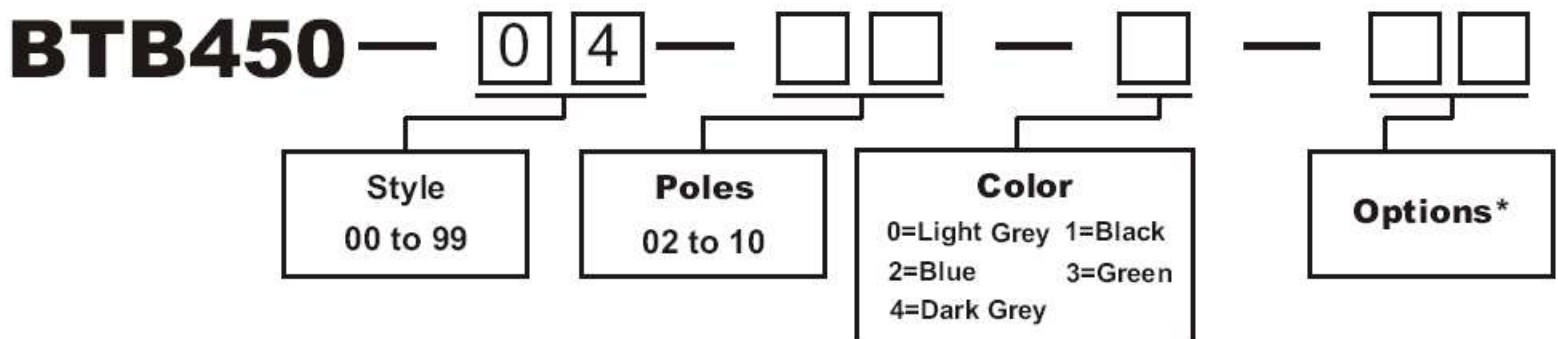 BTB450 — 0 4 — — —
Style
00 to 99
Poles
02 to 10
Color
0=Light Grey 1=Black
2=Blue 3=Green
4=Dark Grey
Options*